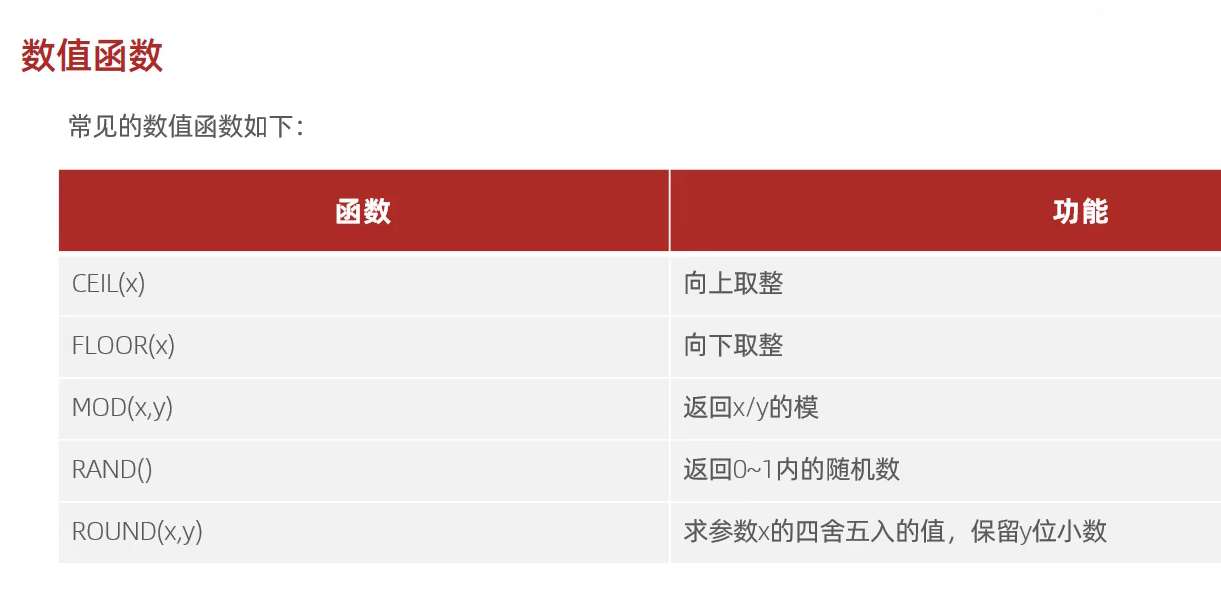 数值函数
常见的数值函数如下：
函数 功能
CEIL(x) 向上取整
FLOOR(x) 向下取整
MOD(x,y) 返回x/y的模
RAND() 返回0~1内的随机数
ROUND(x,y) 求参数x的四舍五入的值，保留y位小数